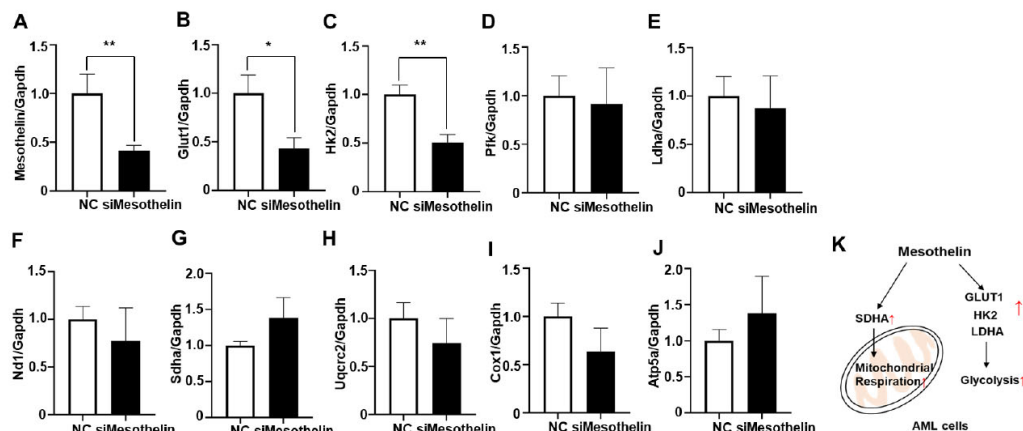 A
Mesothelin/Gapdh
1.5
1.0
0.5
0
**
NC siMesothelin
B
Glut1/Gapdh
1.5
1.0
0.5
0
*
NC siMesothelin
C
Hk2/Gapdh
1.5
1.0
0.5
0
**
NC siMesothelin
D
Pfk/Gapdh
1.5
1.0
0.5
0
NC siMesothelin
E
Ldha/Gapdh
1.5
1.0
0.5
0
NC siMesothelin
F
Nd1/Gapdh
1.5
1.0
0.5
0
NC siMesothelin
G
Sdha/Gapdh
2.0
1.5
1.0
0.5
0
NC siMesothelin
H
Uqcrc2/Gapdh
1.5
1.0
0.5
0
NC siMesothelin
I
Cox1/Gapdh
1.5
1.0
0.5
0
NC siMesothelin
J
Atp5a/Gapdh
2.0
1.5
1.0
0.5
0
NC siMesothelin
K
Mesothelin
SDHA↑
GLUT1
HK2
LDHA
↑
Mitochondrial
Respiration↑
Glycolysis↑
AML cells